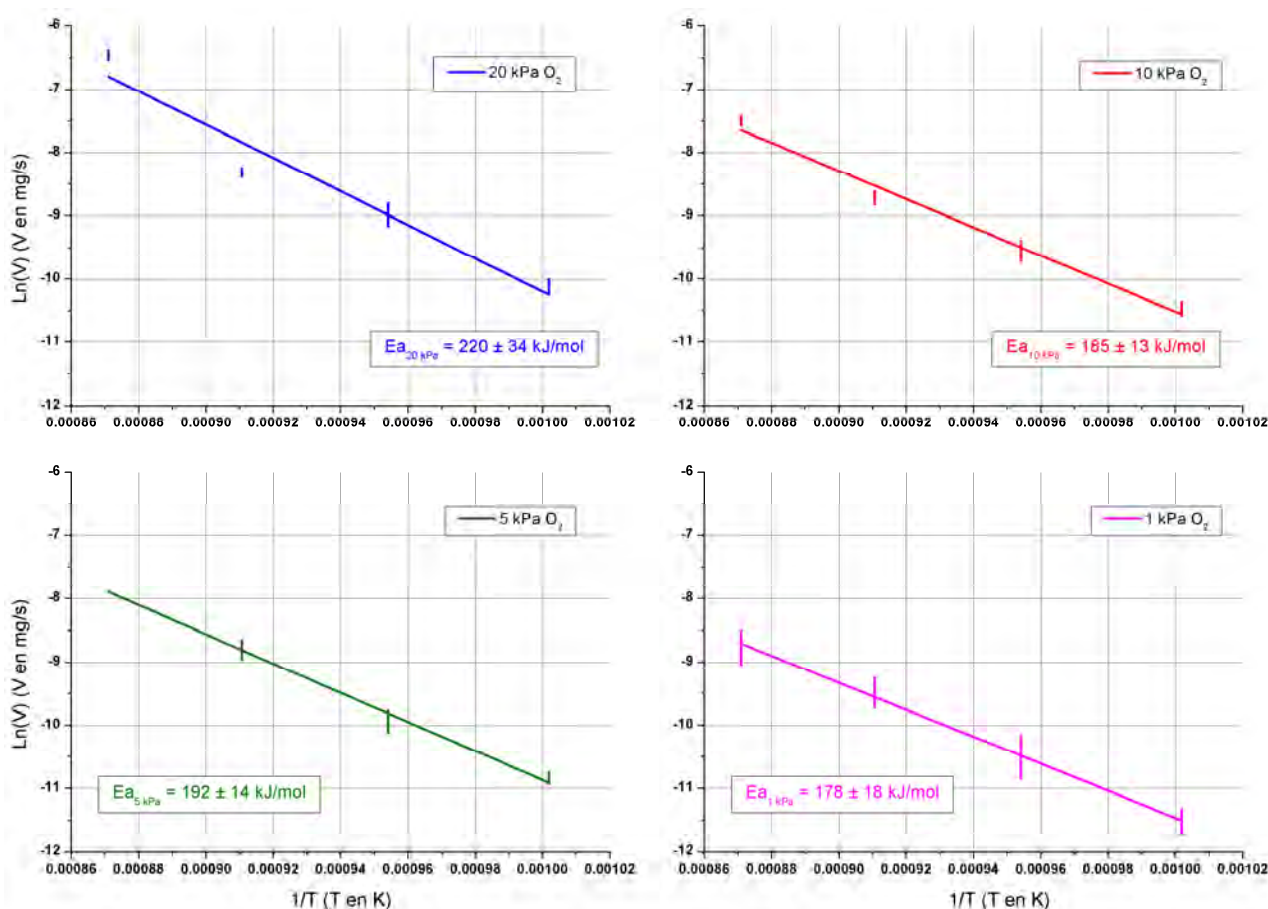 -6
-7
-8
-9
-10
-11
-12
Ln(V) (V en mg/s)
20 kPa O₂
Ea₂₀ ₖₚₐ = 220 ± 34 kJ/mol
0.00086 0.00088 0.00090 0.00092 0.00094 0.00096 0.00098 0.00100 0.00102
-6
-7
-8
-9
-10
-11
-12
10 kPa O₂
Ea₁₀ ₖₚₐ = 185 ± 13 kJ/mol
0.00086 0.00088 0.00090 0.00092 0.00094 0.00096 0.00098 0.00100 0.00102
-6
-7
-8
-9
-10
-11
-12
Ln(V) (V en mg/s)
5 kPa O₂
Ea₅ ₖₚₐ = 192 ± 14 kJ/mol
0.00086 0.00088 0.00090 0.00092 0.00094 0.00096 0.00098 0.00100 0.00102
1/T (T en K)
-6
-7
-8
-9
-10
-11
-12
1 kPa O₂
Ea₁ ₖₚₐ = 178 ± 18 kJ/mol
0.00086 0.00088 0.00090 0.00092 0.00094 0.00096 0.00098 0.00100 0.00102
1/T (T en K)